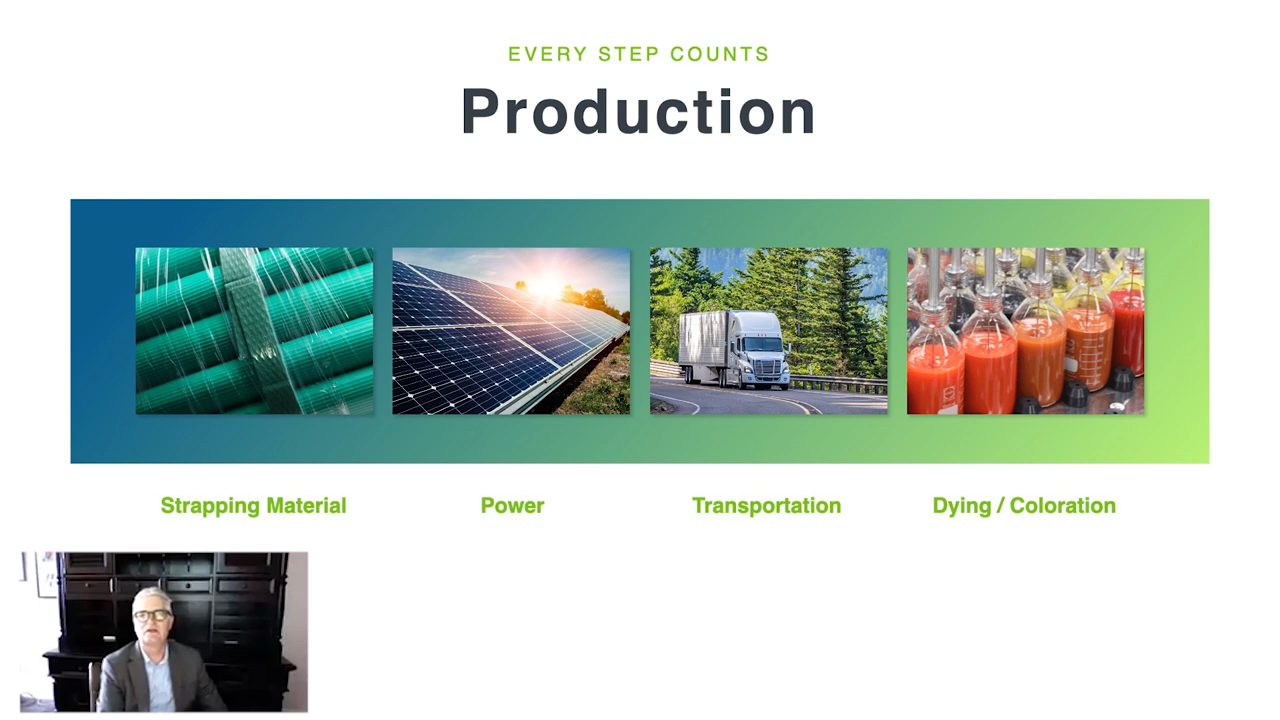 EVERY STEP COUNTS
Production
Strapping Material
Power
Transportation
Dying / Coloration